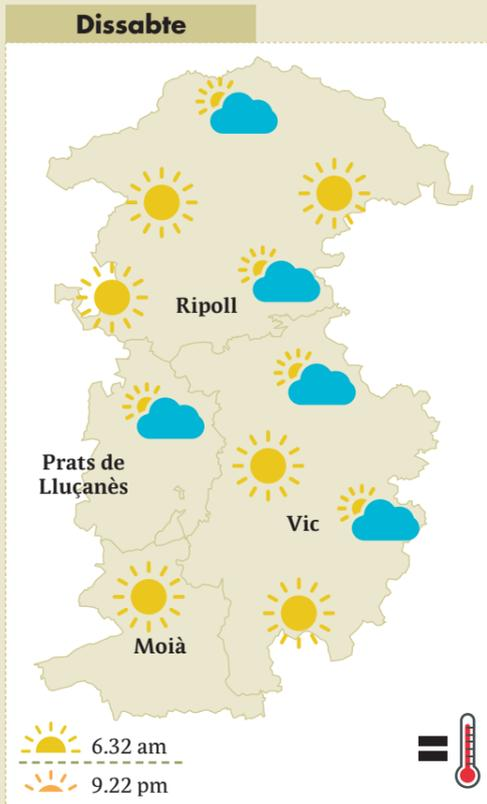 Dissabte
Ripoll
Prats de
Lluçanès
Vic
Moià
6.32 am
9.22 pm